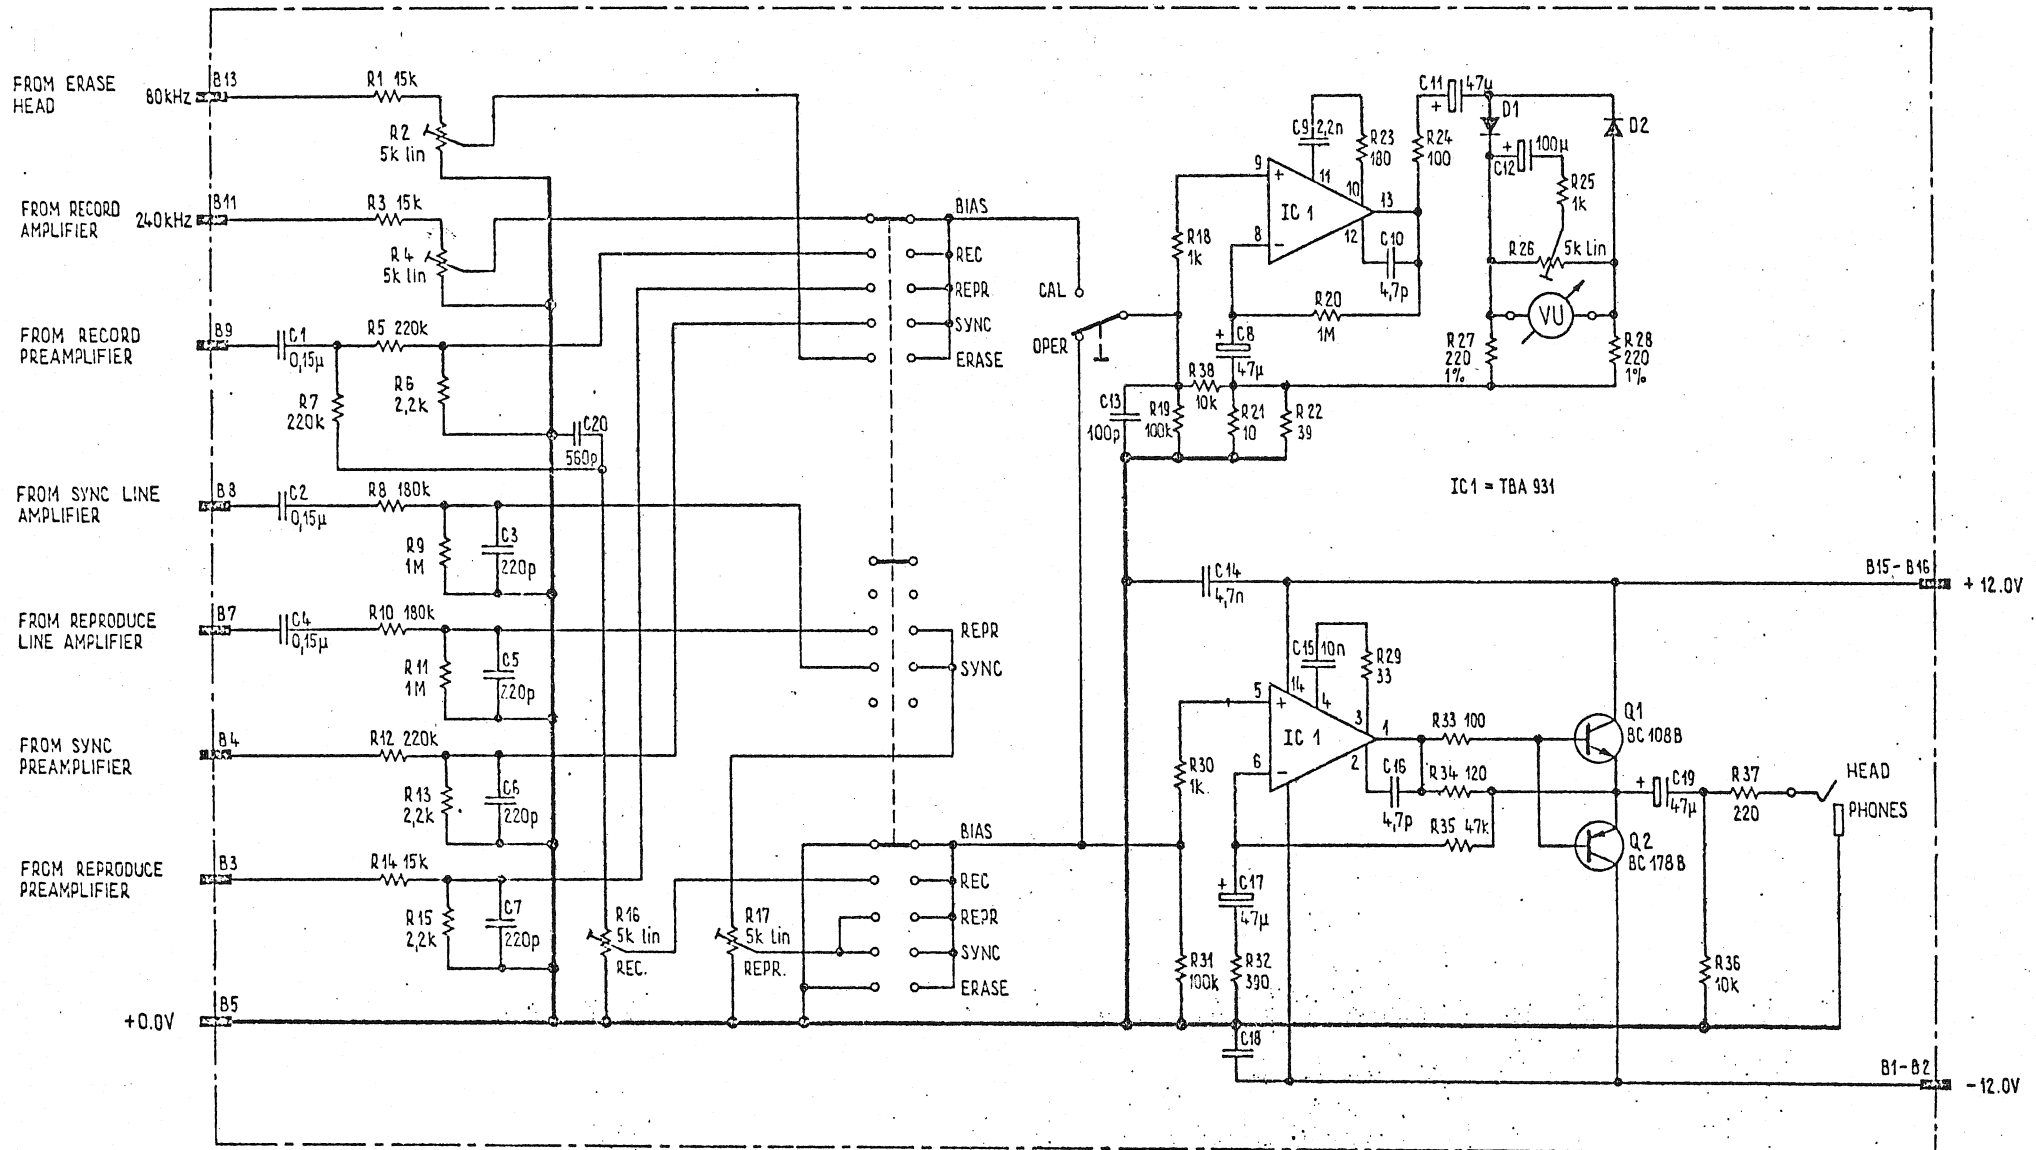 FROM ERASE
HEAD
B13
80kHz
R1 15k
R2
5k lin
FROM RECORD
AMPLIFIER
B11
240kHz
R3 15k
R4
5k lin
FROM RECORD
PREAMPLIFIER
B9
C1
0,15µ
R5 220k
R6
2,2k
R7
220k
C20
560p
FROM SYNC LINE
AMPLIFIER
B8
C2
0,15µ
R8 180k
R9
1M
C3
220p
FROM REPRODUCE
LINE AMPLIFIER
B7
C4
0,15µ
R10 180k
R11
1M
C5
220p
FROM SYNC
PREAMPLIFIER
B4
R12 220k
R13
2,2k
C6
220p
FROM REPRODUCE
PREAMPLIFIER
B3
R14 15k
R15
2,2k
C7
220p
+0.0V
B5
R16
5k lin
REC.
R17
5k lin
REPR.
BIAS
REC
REPR
SYNC
ERASE
REPR
SYNC
BIAS
REC
REPR
SYNC
ERASE
CAL
OPER
C9 2,2n
R23
180
R24
100
C11 47µ
+
D1
D2
+
C12
100µ
R25
1k
R26 5k Lin
VU
9
+
8
-
IC 1
11
10
13
12
C10
4,7p
R18
1k
R20
1M
+
C8
47µ
R38
10k
C13
100p
R19
100k
R21
10
R22
39
R27
220
1%
R28
220
1%
IC1 = TBA 931
C14
4,7n
B15-B16
+12.0V
C15 10n
R29
33
5
+
6
-
14
4
3
1
2
IC 1
C16
4,7p
R33 100
R34 120
R35 47k
R30
1k
Q1
BC 108B
Q2
BC 178B
+
C19
47µ
R37
220
HEAD
PHONES
+
C17
47µ
R31
100k
R32
390
R36
10k
C18
B1-B2
-12.0V